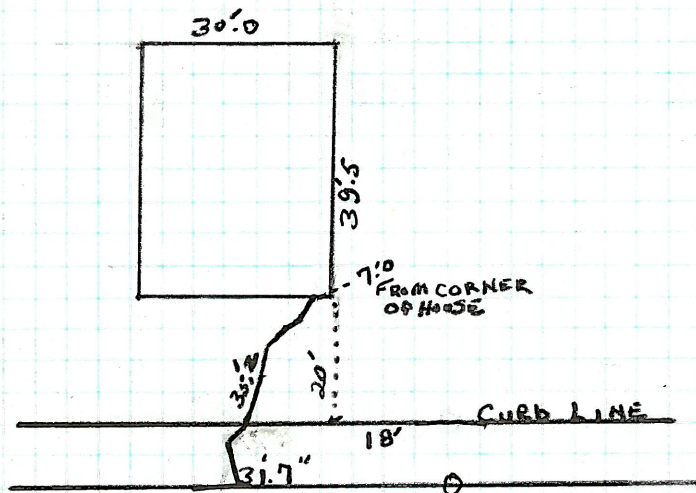 30'.0
39'.5
7'.0
FROM CORNER
OF HOUSE
20'
CURB LINE
18'
31'.7"